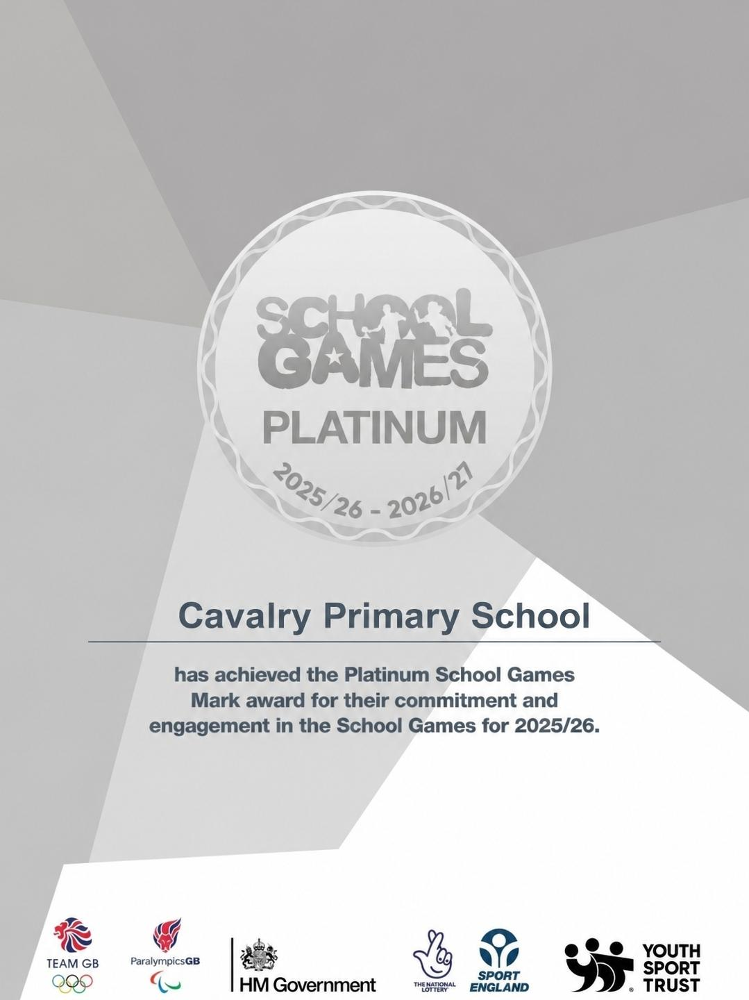 SCHOOL
GAMES
PLATINUM
2025/26 - 2026/27
Cavalry Primary School
has achieved the Platinum School Games
Mark award for their commitment and
engagement in the School Games for 2025/26.
TEAM GB
ParalympicsGB
HM Government
THE NATIONAL
LOTTERY
SPORT
ENGLAND
YOUTH
SPORT
TRUST